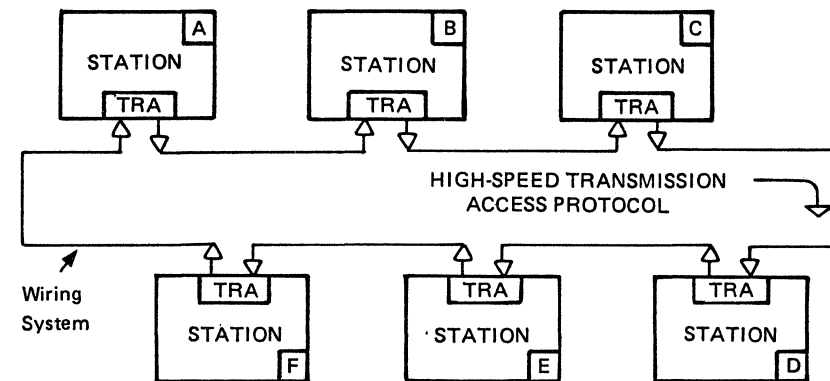 A
STATION
TRA
B
STATION
TRA
C
STATION
TRA
HIGH-SPEED TRANSMISSION
ACCESS PROTOCOL
Wiring
System
TRA
STATION
F
TRA
STATION
E
TRA
STATION
D